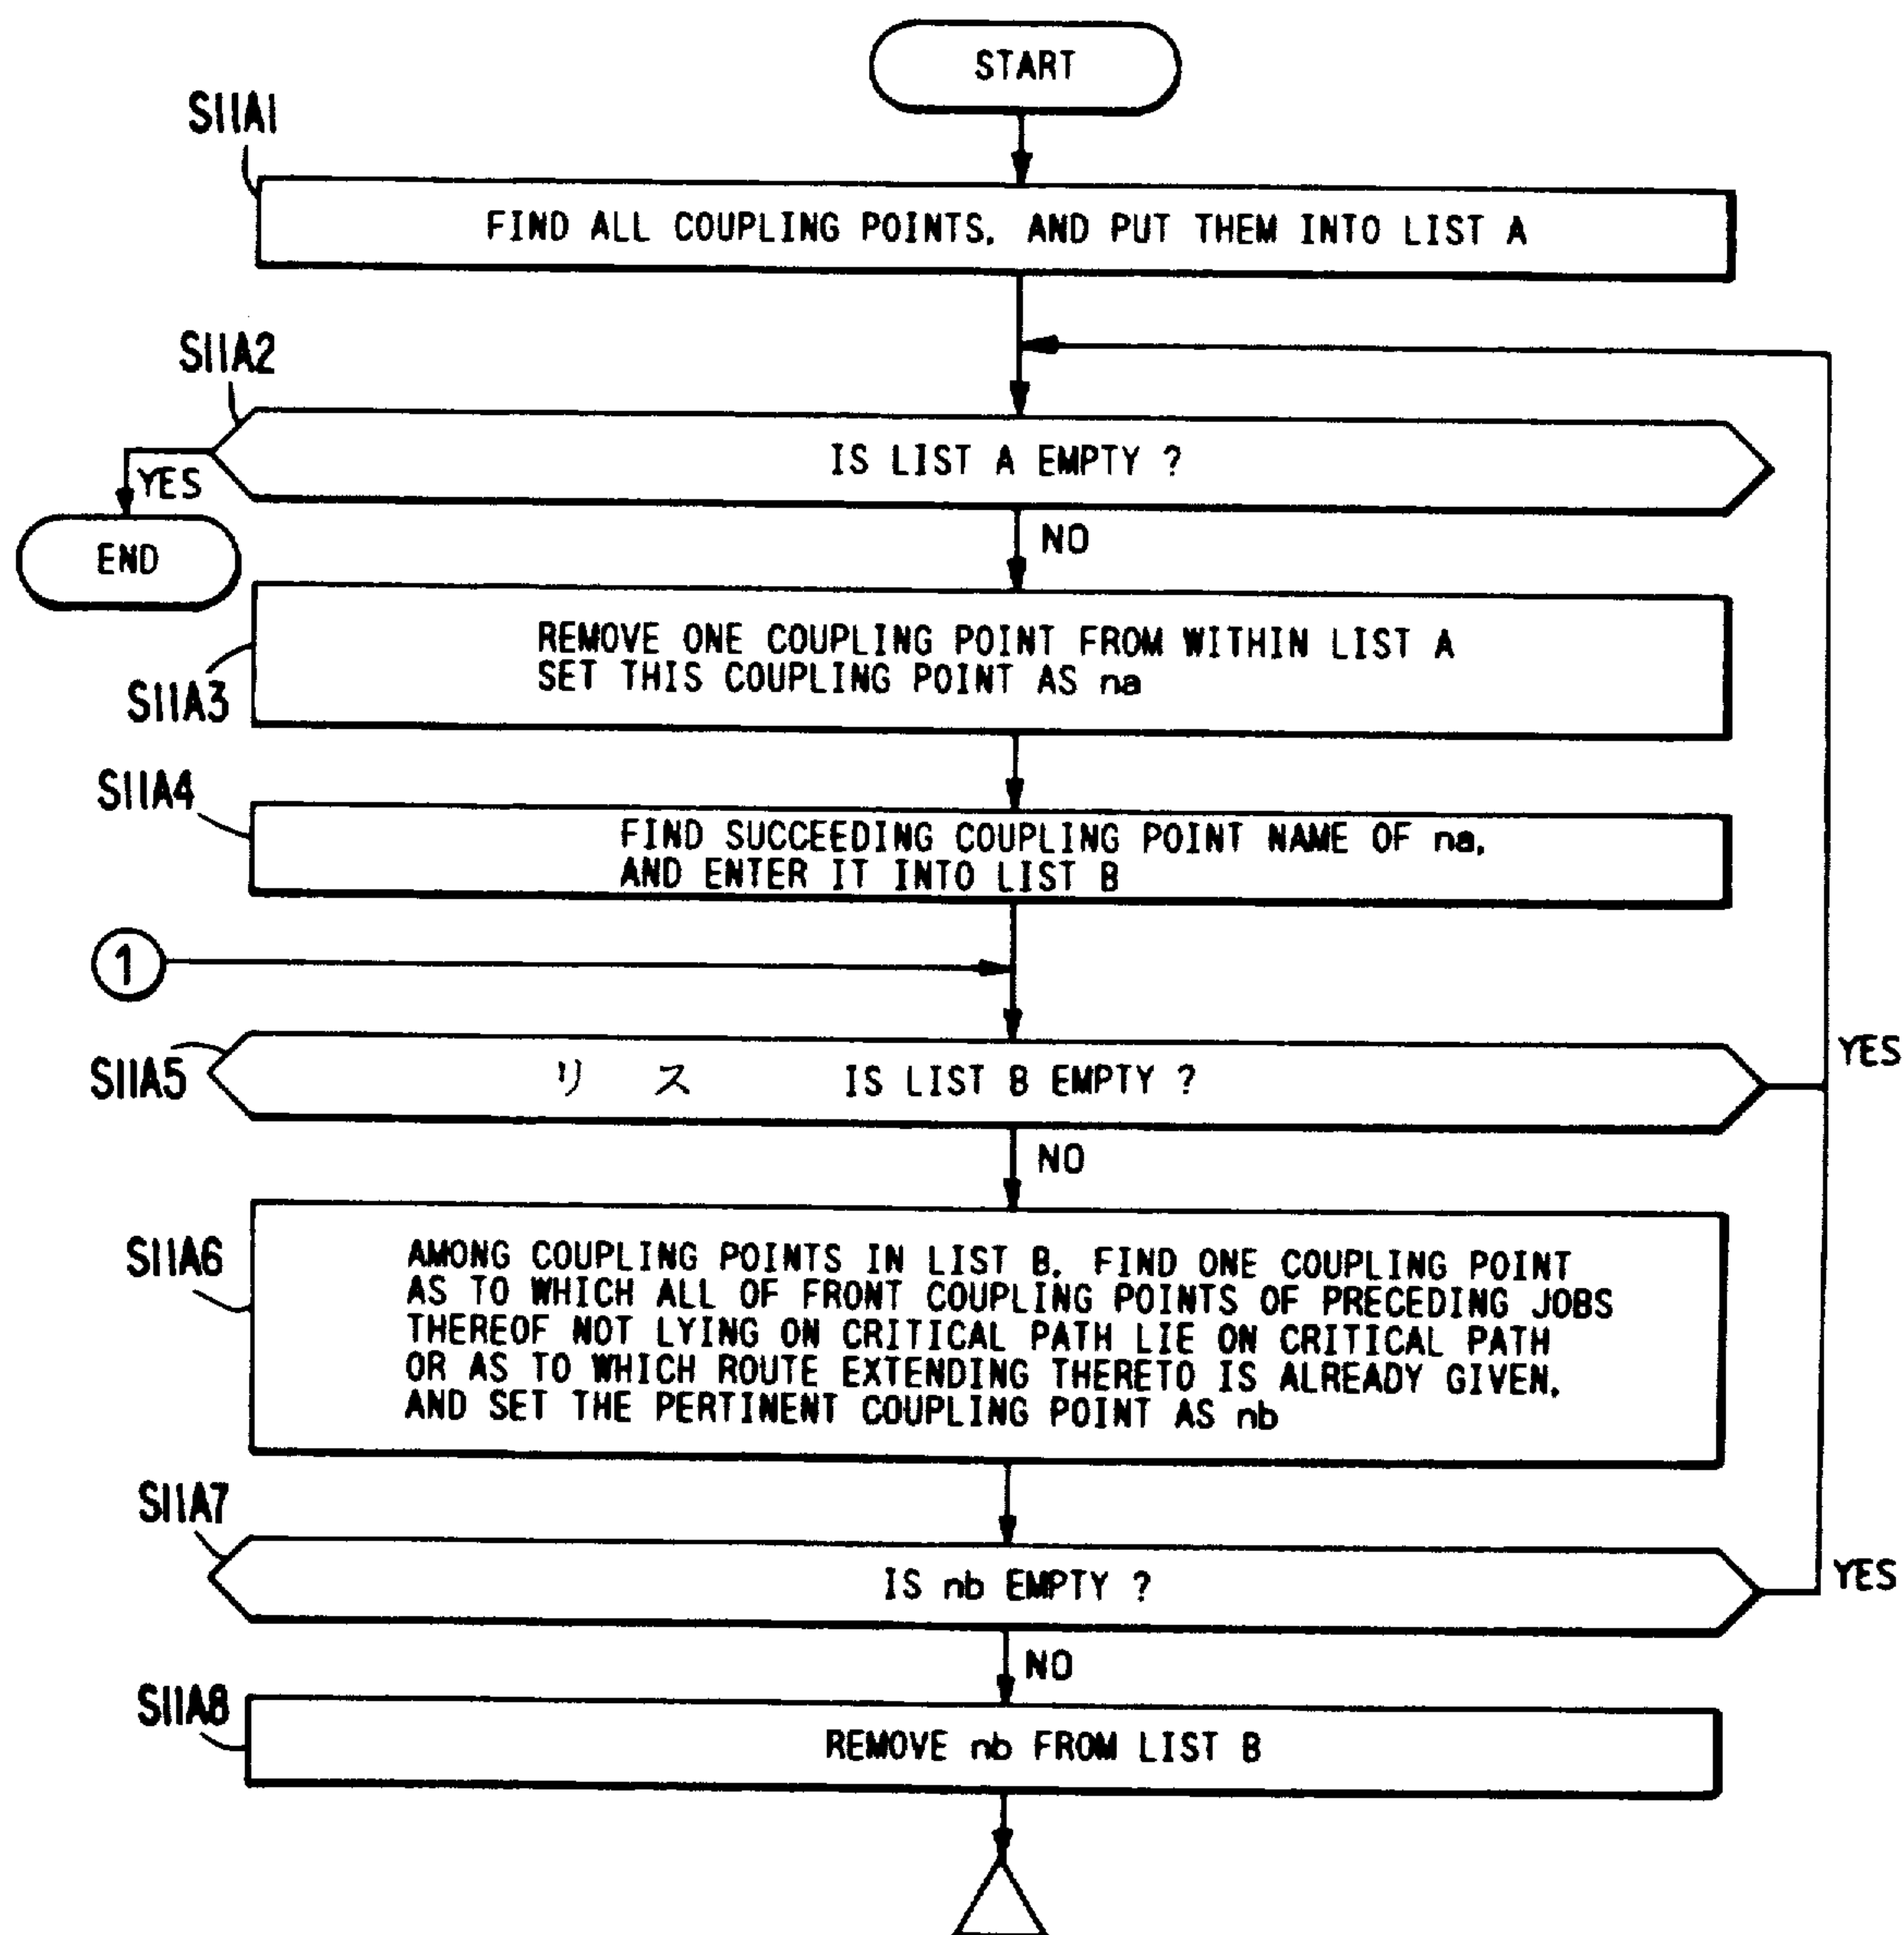 START
S11A1
FIND ALL COUPLING POINTS, AND PUT THEM INTO LIST A
S11A2
IS LIST A EMPTY ?
YES
END
NO
REMOVE ONE COUPLING POINT FROM WITHIN LIST A
SET THIS COUPLING POINT AS na
S11A3
S11A4
FIND SUCCEEDING COUPLING POINT NAME OF na,
AND ENTER IT INTO LIST B
1
S11A5
リ ス IS LIST B EMPTY ?
YES
NO
S11A6
AMONG COUPLING POINTS IN LIST B, FIND ONE COUPLING POINT
AS TO WHICH ALL OF FRONT COUPLING POINTS OF PRECEDING JOBS
THEREOF NOT LYING ON CRITICAL PATH LIE ON CRITICAL PATH
OR AS TO WHICH ROUTE EXTENDING THERETO IS ALREADY GIVEN,
AND SET THE PERTINENT COUPLING POINT AS nb
S11A7
IS nb EMPTY ?
YES
NO
S11A8
REMOVE nb FROM LIST B